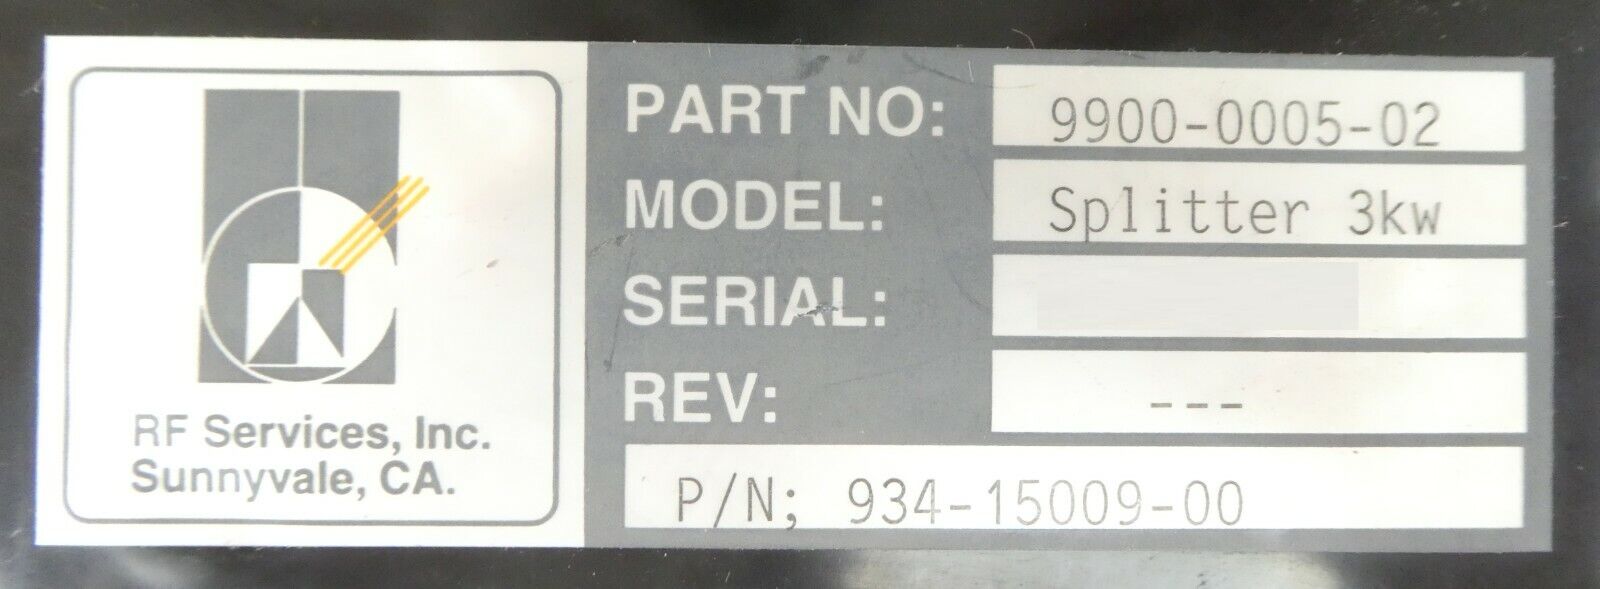 RF Services, Inc.
Sunnyvale, CA.
PART NO: 9900-0005-02
MODEL: Splitter 3kw
SERIAL:
REV: ---
P/N; 934-15009-00